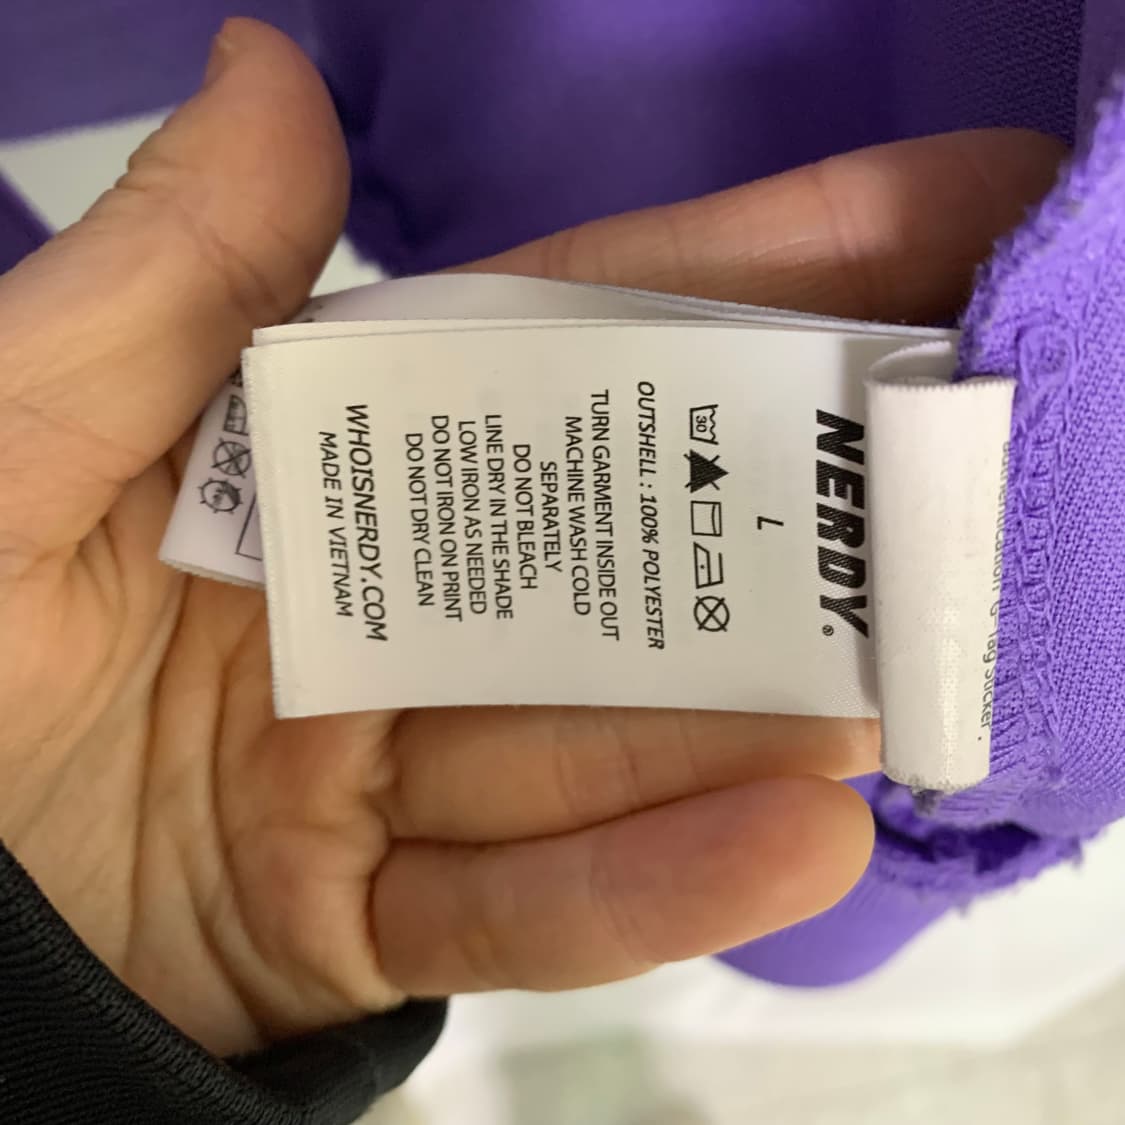 NERDY®
L
30
OUTSHELL : 100% POLYESTER
TURN GARMENT INSIDE OUT
MACHINE WASH COLD
SEPARATELY
DO NOT BLEACH
LINE DRY IN THE SHADE
LOW IRON AS NEEDED
DO NOT IRON ON PRINT
DO NOT DRY CLEAN
WHOISNERDY.COM
MADE IN VIETNAM